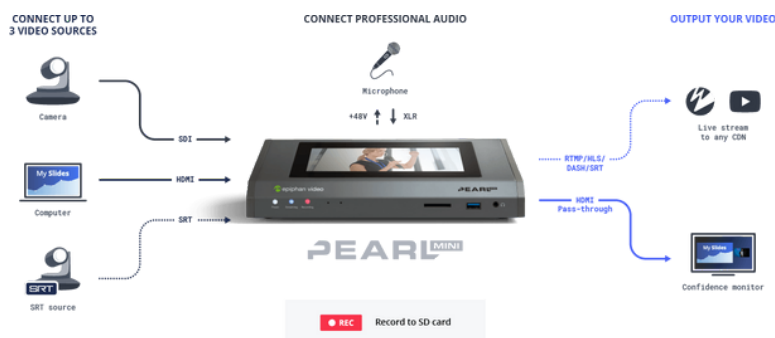 CONNECT UP TO
3 VIDEO SOURCES
CONNECT PROFESSIONAL AUDIO
OUTPUT YOUR VIDEO
Microphone
+48V
XLR
Camera
SDI
My Slides
HDMI
Computer
SRT
SRT
SRT source
epiphan video
PEARL MINI
PEARL MINI
REC
Record to SD card
Live stream
to any CDN
RTMP/HLS/
DASH/SRT
HDMI
Pass-through
My Slides
Confidence monitor